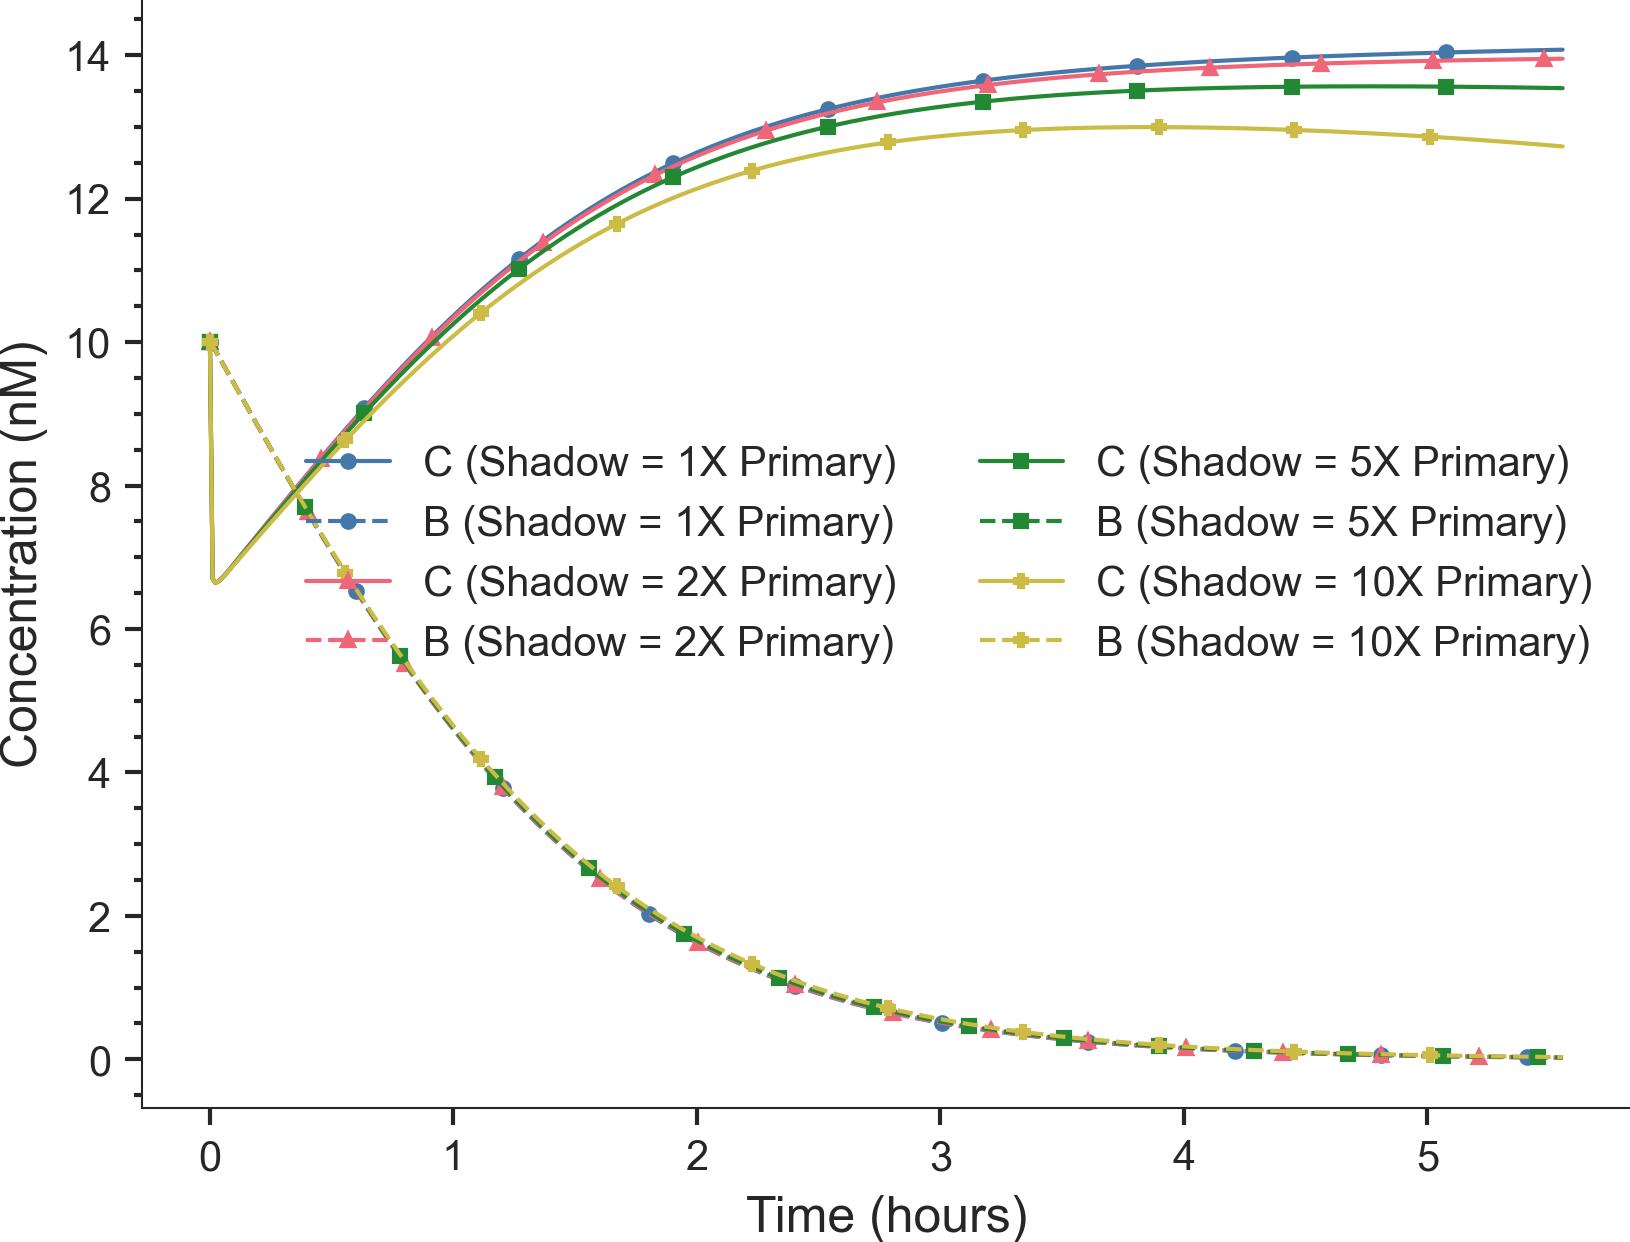 14
12
10
8
6
4
2
0
Concentration (nM)
C (Shadow = 1X Primary)
B (Shadow = 1X Primary)
C (Shadow = 2X Primary)
B (Shadow = 2X Primary)
C (Shadow = 5X Primary)
B (Shadow = 5X Primary)
C (Shadow = 10X Primary)
B (Shadow = 10X Primary)
0 1 2 3 4 5
Time (hours)